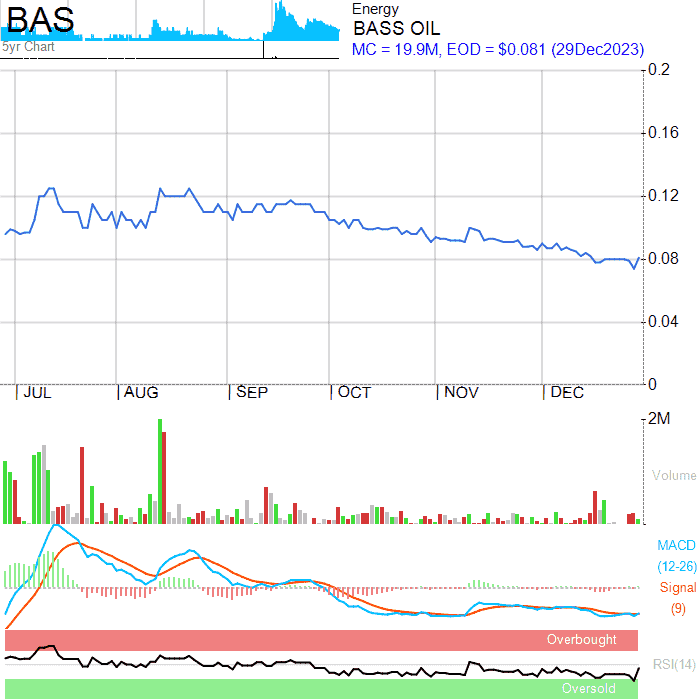 BAS
5yr Chart
Energy
BASS OIL
MC = 19.9M, EOD = $0.081 (29Dec2023)
0.2
0.16
0.12
0.08
0.04
0
JUL AUG SEP OCT NOV DEC
2M
Volume
MACD
(12-26)
Signal
(9)
Overbought
RSI(14)
Oversold